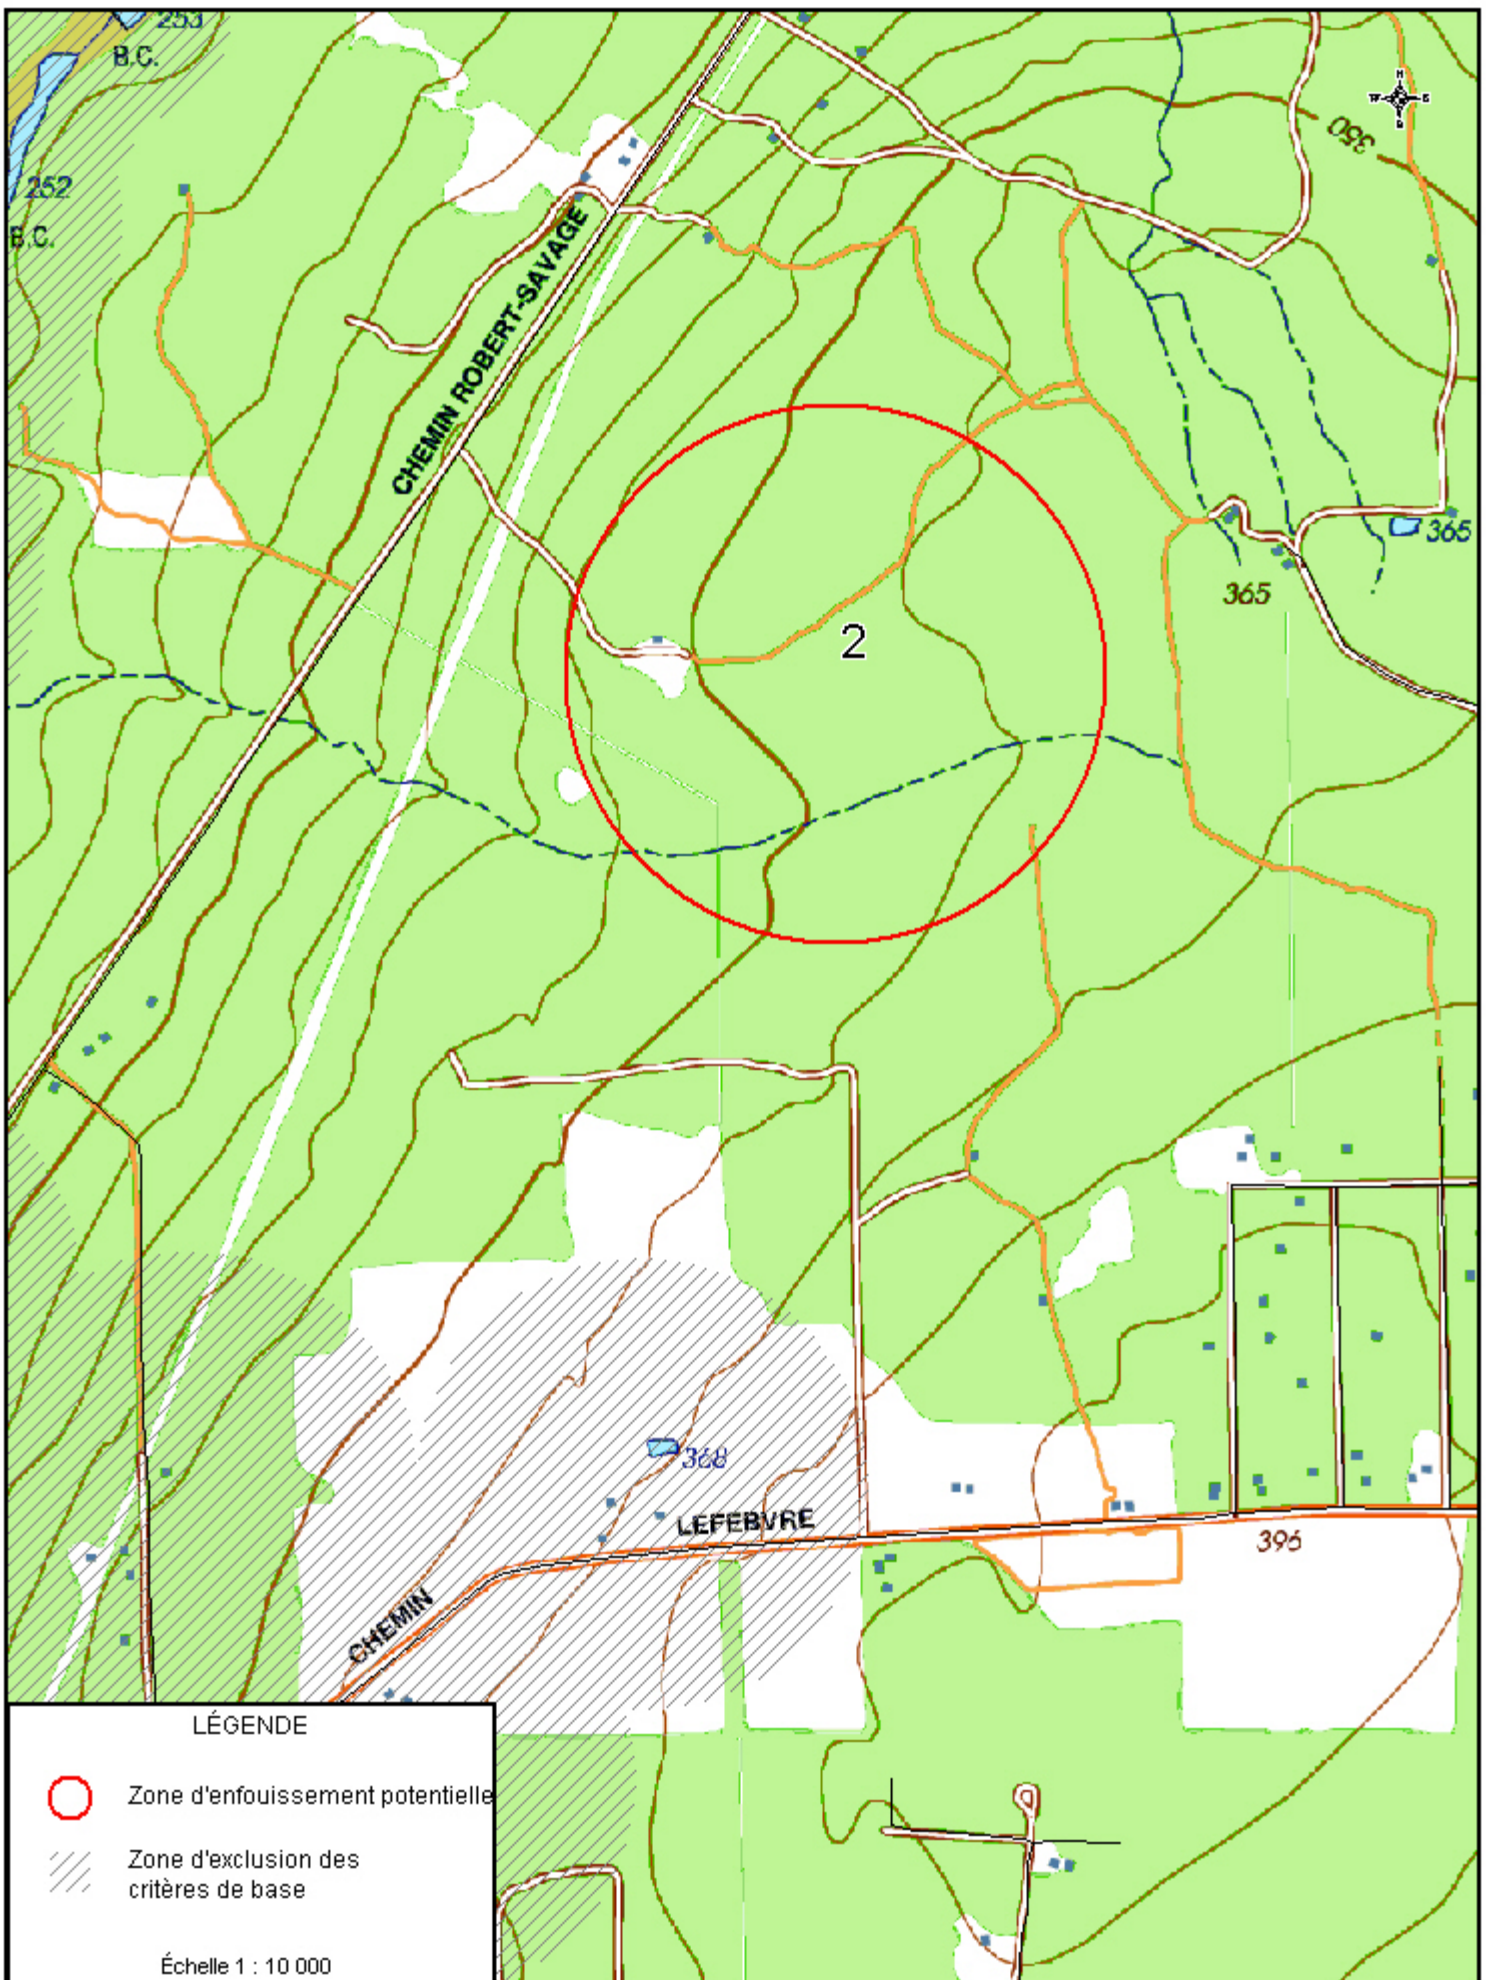 253
B.C.
N
W E
S
350
252
B.C.
CHEMIN ROBERT-SAVAGE
365
365
2
368
LEFEBVRE
396
CHEMIN
LÉGENDE
Zone d'enfouissement potentielle
Zone d'exclusion des
critères de base
Échelle 1 : 10 000